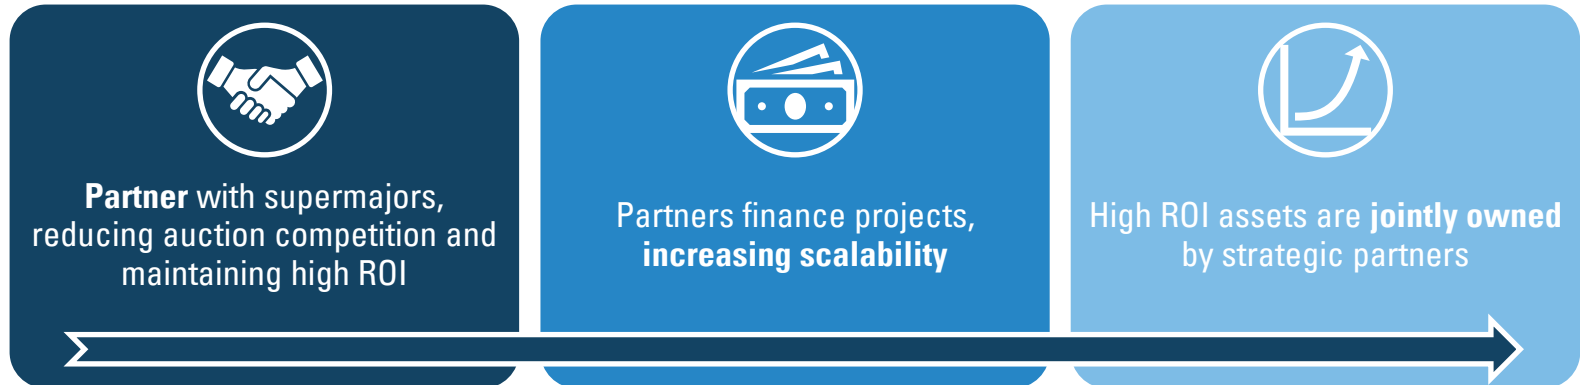 Partner with supermajors,
reducing auction competition and
maintaining high ROI
Partners finance projects,
increasing scalability
High ROI assets are jointly owned
by strategic partners